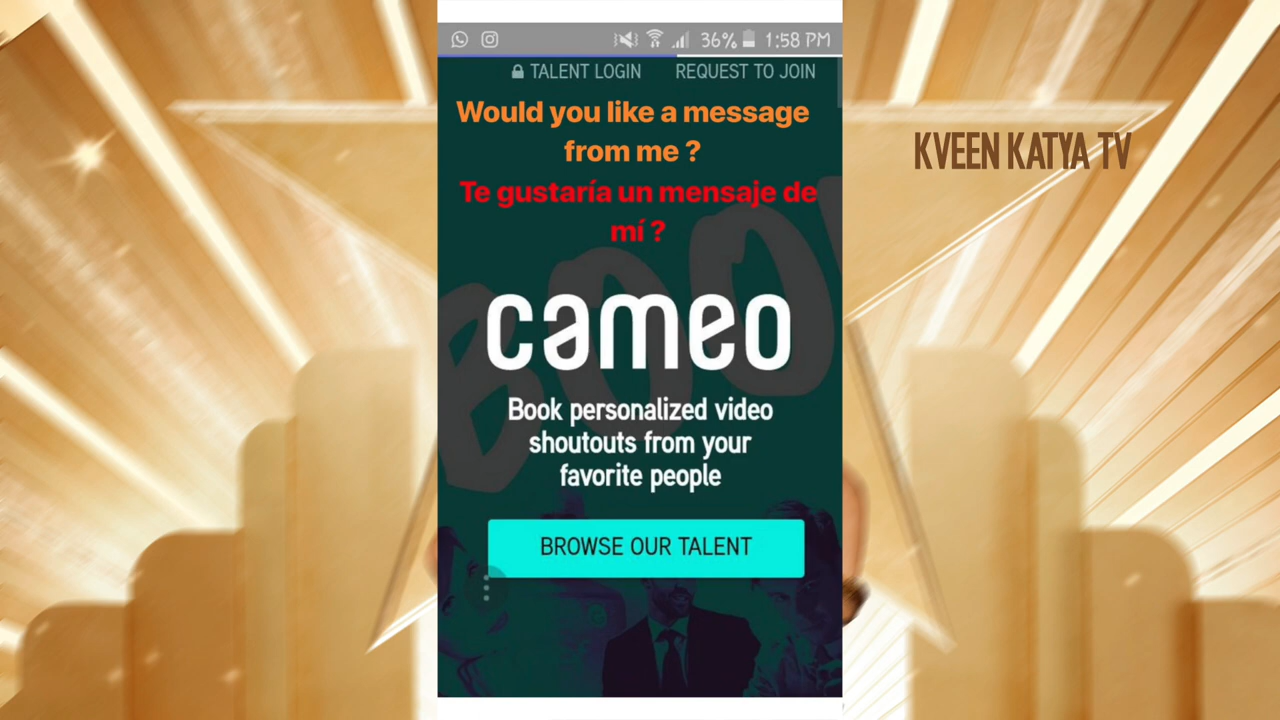 36% 1:58 PM
TALENT LOGIN REQUEST TO JOIN
Would you like a message
from me ?
Te gustaría un mensaje de
mí ?
KVEEN KATYA TV
cameo
Book personalized video
shoutouts from your
favorite people
BROWSE OUR TALENT